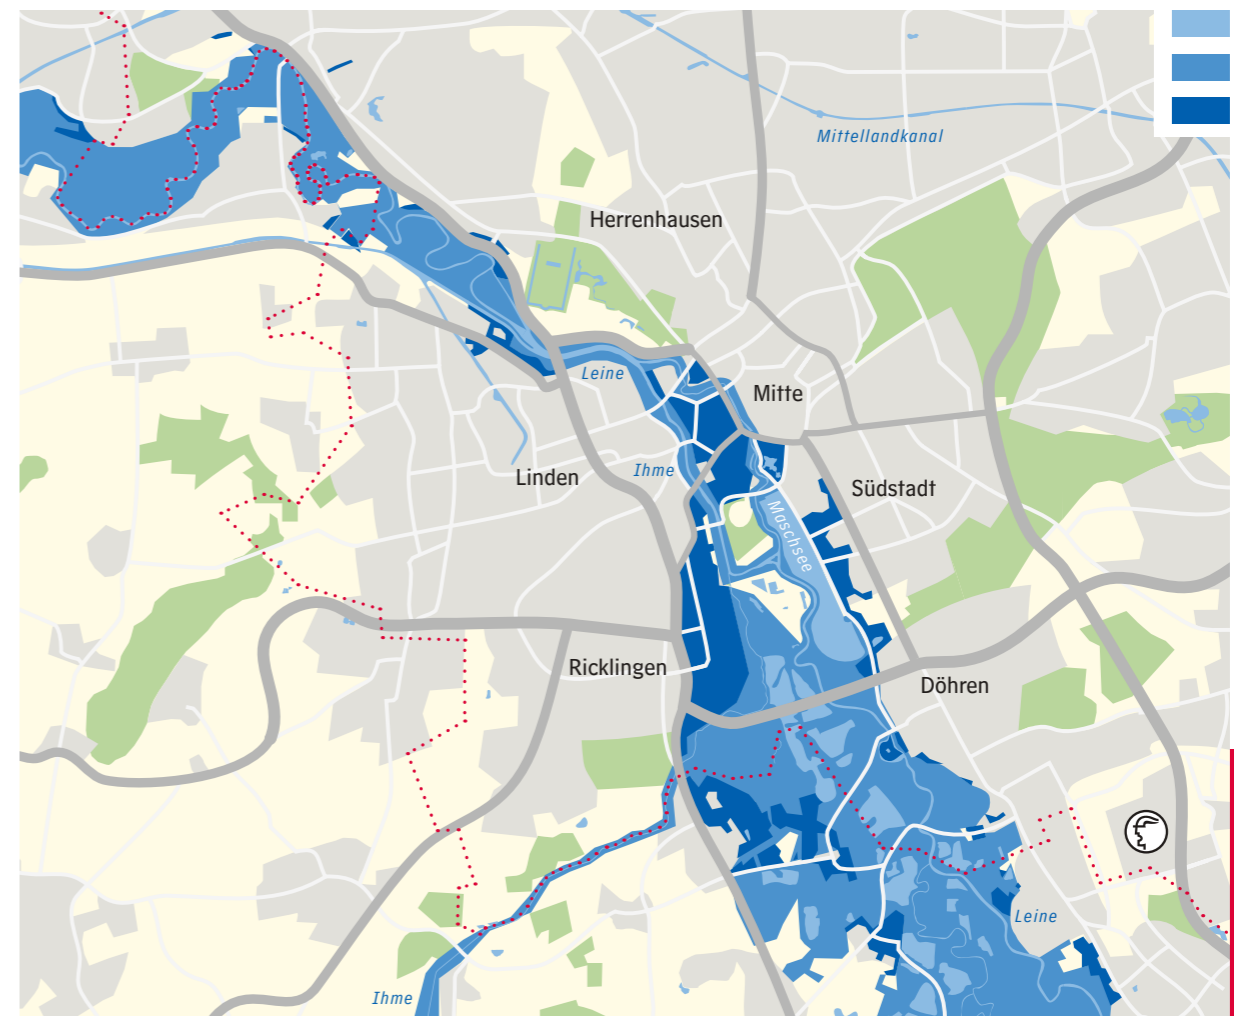 Mittellandkanal
Herrenhausen
Leine
Mitte
Linden
Ihme
Südstadt
Maschsee
Ricklingen
Döhren
Leine
Ihme